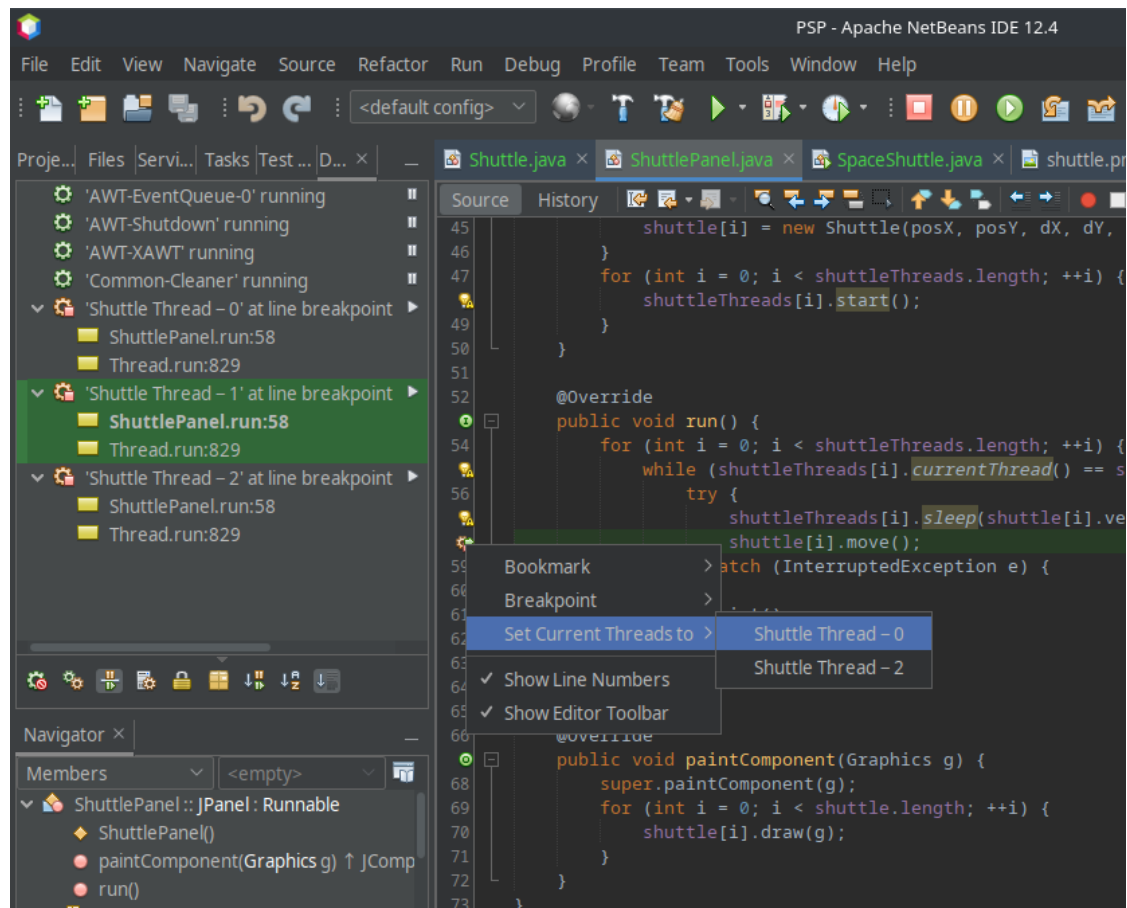 PSP - Apache NetBeans IDE 12.4
File Edit View Navigate Source Refactor Run Debug Profile Team Tools Window Help
<default config>
Proje... Files Servi... Tasks Test ... D... ×
Shuttle.java × ShuttlePanel.java × SpaceShuttle.java × shuttle.pr
Source History
'AWT-EventQueue-0' running
'AWT-Shutdown' running
'AWT-XAWT' running
'Common-Cleaner' running
'Shuttle Thread – 0' at line breakpoint
ShuttlePanel.run:58
Thread.run:829
'Shuttle Thread – 1' at line breakpoint
ShuttlePanel.run:58
Thread.run:829
'Shuttle Thread – 2' at line breakpoint
ShuttlePanel.run:58
Thread.run:829
Navigator ×
Members <empty>
ShuttlePanel :: JPanel : Runnable
ShuttlePanel()
paintComponent(Graphics g) ↑ JComp
run()
45 shuttle[i] = new Shuttle(posX, posY, dX, dY,
46 }
47 for (int i = 0; i < shuttleThreads.length; ++i) {
shuttleThreads[i].start();
49 }
50 }
51
52 @Override
public void run() {
54 for (int i = 0; i < shuttleThreads.length; ++i) {
while (shuttleThreads[i].currentThread() == s
56 try {
shuttleThreads[i].sleep(shuttle[i].ve
shuttle[i].move();
59 atch (InterruptedException e) {
60
61
62
63
64
65
66 @Override
public void paintComponent(Graphics g) {
68 super.paintComponent(g);
69 for (int i = 0; i < shuttle.length; ++i) {
70 shuttle[i].draw(g);
71 }
72 }
73 }
Bookmark
Breakpoint
Set Current Threads to
Show Line Numbers
Show Editor Toolbar
Shuttle Thread – 0
Shuttle Thread – 2